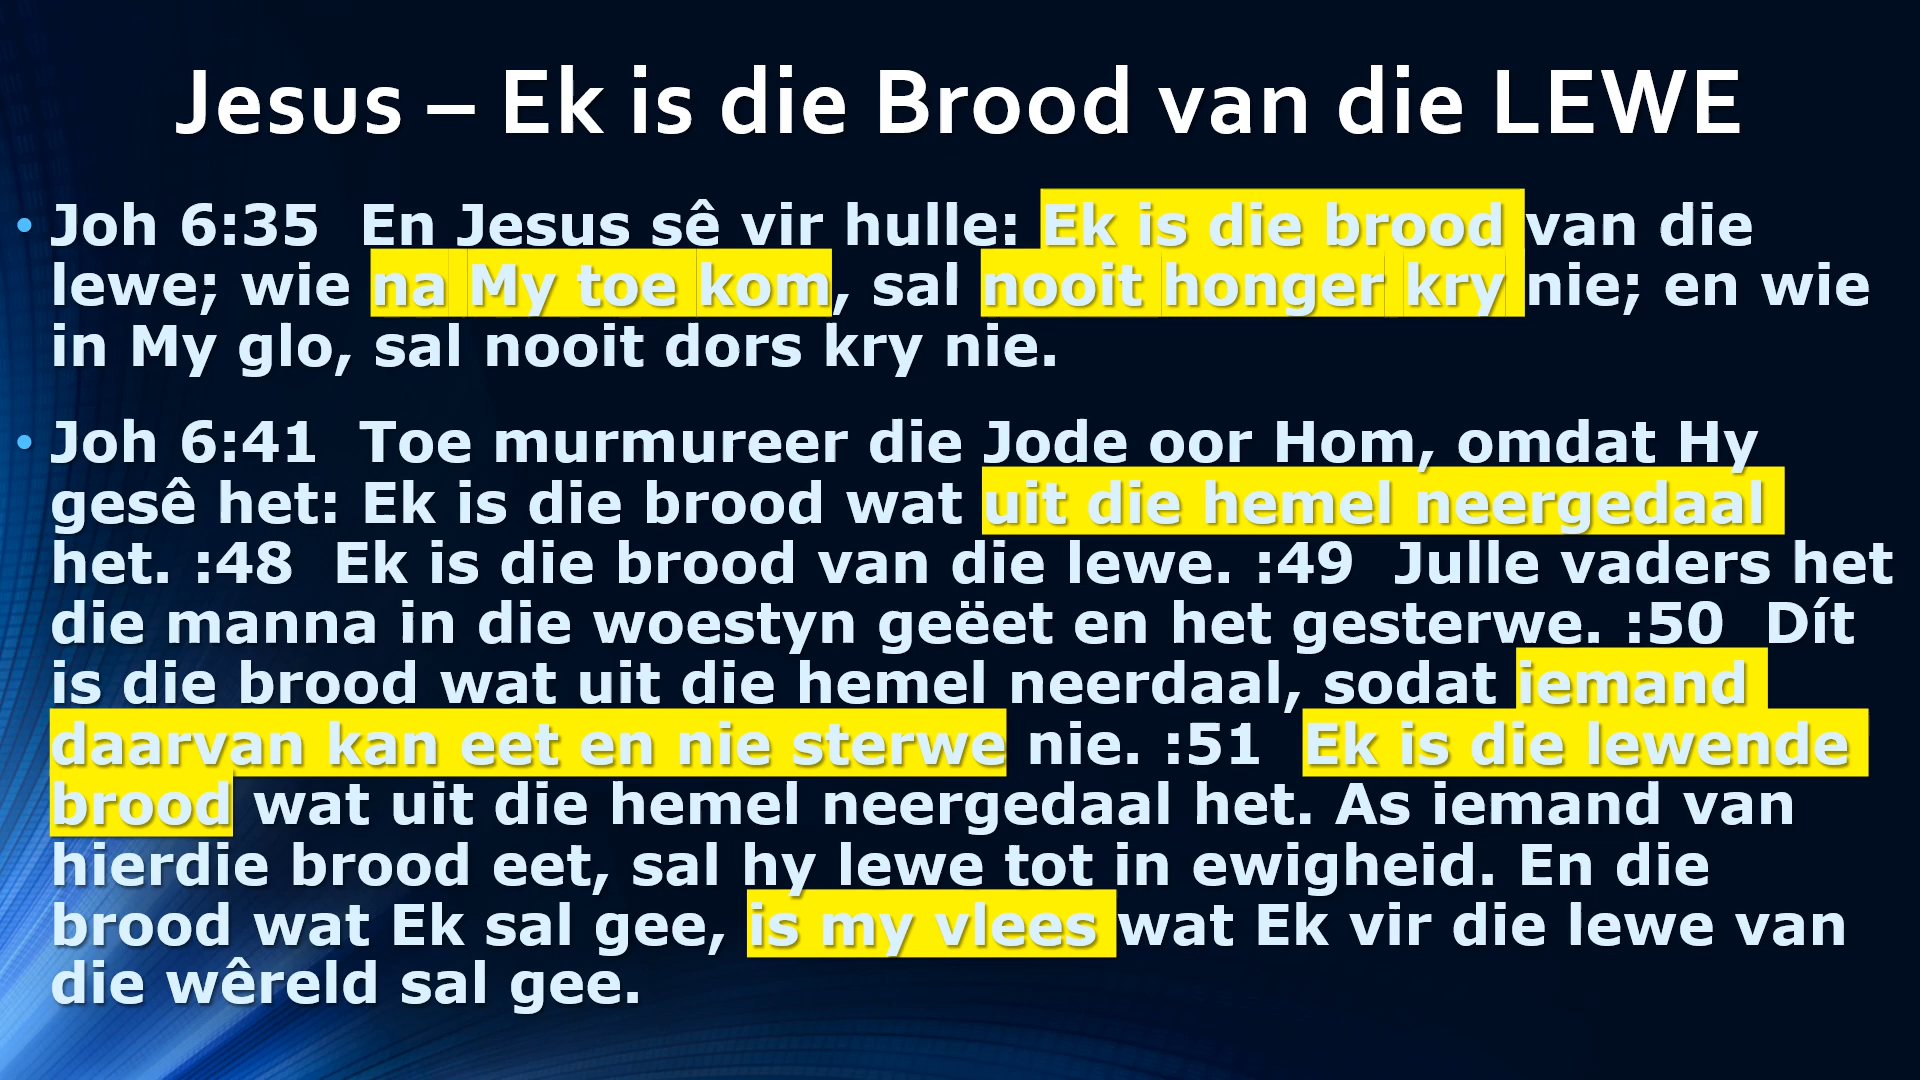 Jesus – Ek is die Brood van die LEWE
• Joh 6:35  En Jesus sê vir hulle: Ek is die brood van die
lewe; wie na My toe kom, sal nooit honger kry nie; en wie
in My glo, sal nooit dors kry nie.
• Joh 6:41  Toe murmureer die Jode oor Hom, omdat Hy
gesê het: Ek is die brood wat uit die hemel neergedaal
het. :48  Ek is die brood van die lewe. :49  Julle vaders het
die manna in die woestyn geëet en het gesterwe. :50  Dít
is die brood wat uit die hemel neerdaal, sodat iemand
daarvan kan eet en nie sterwe nie. :51  Ek is die lewende
brood wat uit die hemel neergedaal het. As iemand van
hierdie brood eet, sal hy lewe tot in ewigheid. En die
brood wat Ek sal gee, is my vlees wat Ek vir die lewe van
die wêreld sal gee.